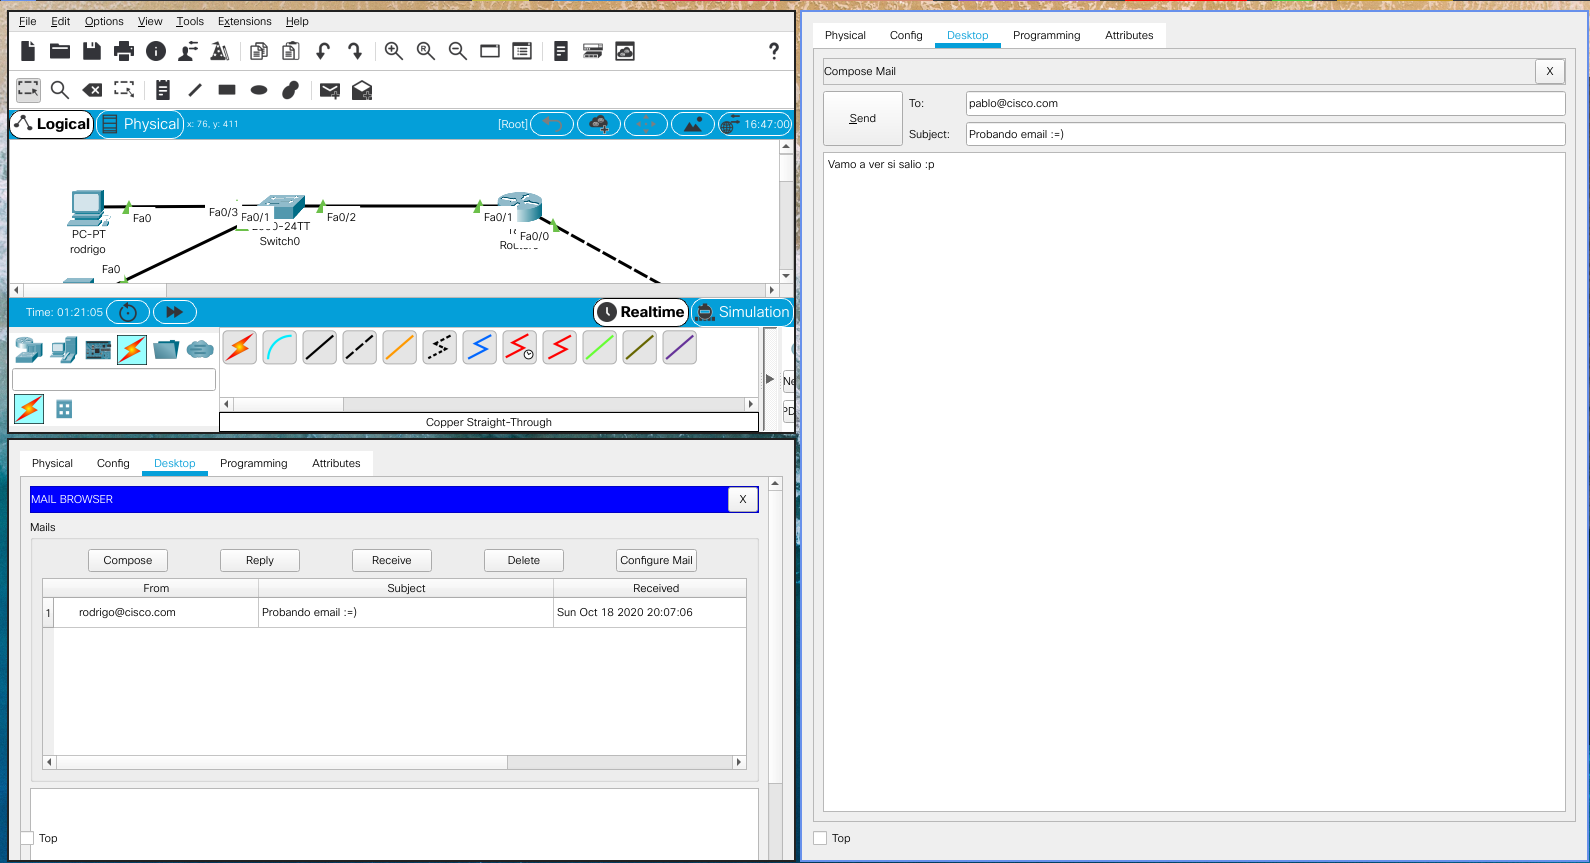 File Edit Options View Tools Extensions Help
?
Logical Physical x: 76, y: 411 [Root] 16:47:00
Fa0/3
Fa0
Fa0/1
Fa0/2
Fa0/1
PC-PT
rodrigo
Switch0
Fa0/0
Fa0
Time: 01:21:05 Realtime Simulation
Copper Straight-Through
Physical Config Desktop Programming Attributes
MAIL BROWSER X
Mails
Compose Reply Receive Delete Configure Mail
From Subject Received
1 rodrigo@cisco.com Probando email :=) Sun Oct 18 2020 20:07:06
Top
Physical Config Desktop Programming Attributes
Compose Mail X
Send
To: pablo@cisco.com
Subject: Probando email :=)
Vamo a ver si salio :p
Top